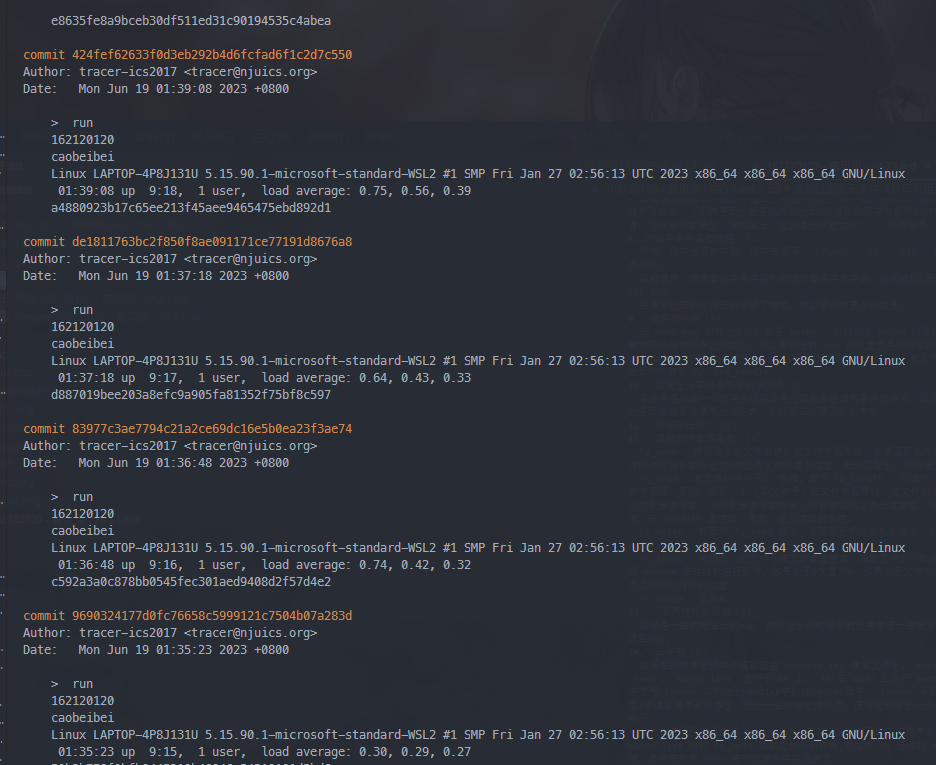 e8635fe8a9bceb30df511ed31c90194535c4abea
commit 424fef62633f0d3eb292b4d6fcfad6f1c2d7c550
Author: tracer-ics2017 <tracer@njuics.org>
Date:   Mon Jun 19 01:39:08 2023 +0800
>  run
162120120
caobeibei
Linux LAPTOP-4P8J131U 5.15.90.1-microsoft-standard-WSL2 #1 SMP Fri Jan 27 02:56:13 UTC 2023 x86_64 x86_64 x86_64 GNU/Linux
01:39:08 up  9:18,  1 user,  load average: 0.75, 0.56, 0.39
a4880923b17c65ee213f45aee9465475ebd892d1
commit de1811763bc2f850f8ae091171ce77191d8676a8
Author: tracer-ics2017 <tracer@njuics.org>
Date:   Mon Jun 19 01:37:18 2023 +0800
>  run
162120120
caobeibei
Linux LAPTOP-4P8J131U 5.15.90.1-microsoft-standard-WSL2 #1 SMP Fri Jan 27 02:56:13 UTC 2023 x86_64 x86_64 x86_64 GNU/Linux
01:37:18 up  9:17,  1 user,  load average: 0.64, 0.43, 0.33
d887019bee203a8efc9a905fa81352f75bf8c597
commit 83977c3ae7794c21a2ce69dc16e5b0ea23f3ae74
Author: tracer-ics2017 <tracer@njuics.org>
Date:   Mon Jun 19 01:36:48 2023 +0800
>  run
162120120
caobeibei
Linux LAPTOP-4P8J131U 5.15.90.1-microsoft-standard-WSL2 #1 SMP Fri Jan 27 02:56:13 UTC 2023 x86_64 x86_64 x86_64 GNU/Linux
01:36:48 up  9:16,  1 user,  load average: 0.74, 0.42, 0.32
c592a3a0c878bb0545fec301aed9408d2f57d4e2
commit 9690324177d0fc76658c5999121c7504b07a283d
Author: tracer-ics2017 <tracer@njuics.org>
Date:   Mon Jun 19 01:35:23 2023 +0800
>  run
162120120
caobeibei
Linux LAPTOP-4P8J131U 5.15.90.1-microsoft-standard-WSL2 #1 SMP Fri Jan 27 02:56:13 UTC 2023 x86_64 x86_64 x86_64 GNU/Linux
01:35:23 up  9:15,  1 user,  load average: 0.30, 0.29, 0.27